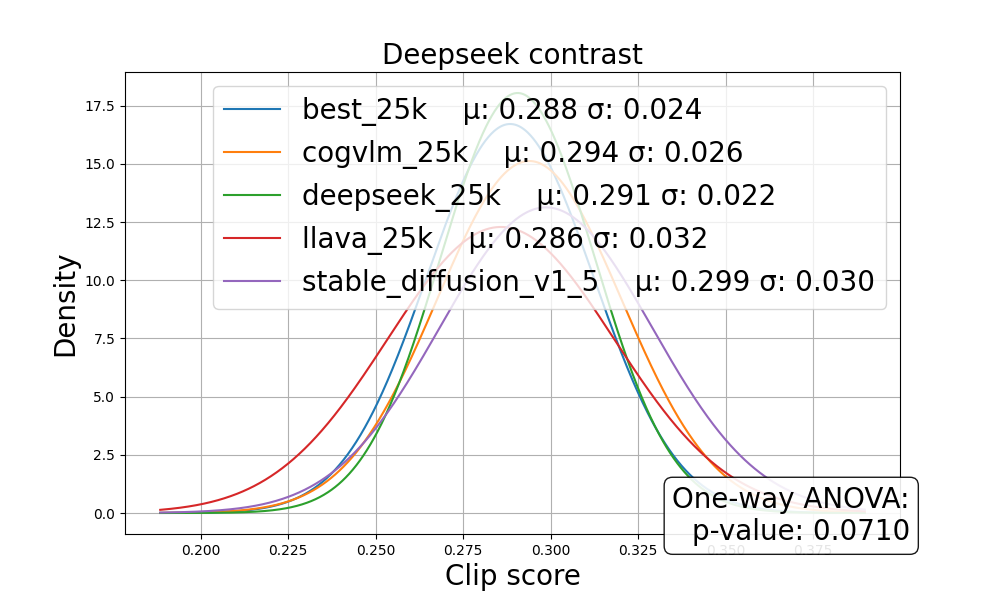 Deepseek contrast
Density
17.5
15.0
12.5
10.0
7.5
5.0
2.5
0.0
best_25k μ: 0.288 σ: 0.024
cogvlm_25k μ: 0.294 σ: 0.026
deepseek_25k μ: 0.291 σ: 0.022
llava_25k μ: 0.286 σ: 0.032
stable_diffusion_v1_5 μ: 0.299 σ: 0.030
One-way ANOVA:
p-value: 0.0710
0.200 0.225 0.250 0.275 0.300 0.325 0.350 0.375
Clip score